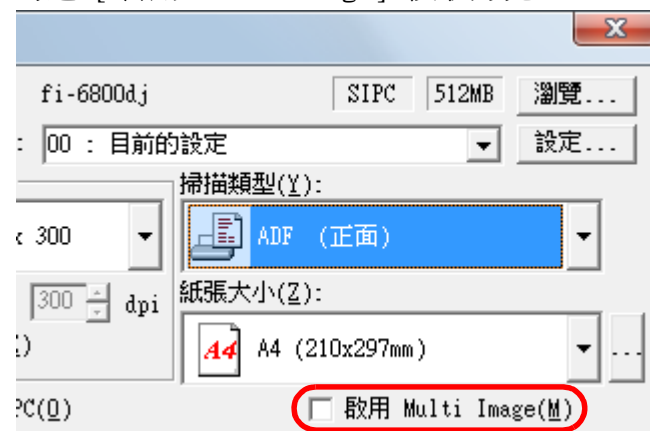 fi-6800dj SIPC 512MB 瀏覽...
: 00 : 目前的設定 設定...
掃描類型(Y):
x 300 ADF (正面)
300 dpi 紙張大小(Z):
A4 A4 (210x297mm) ...
PC(Q) 啟用 Multi Image(M)